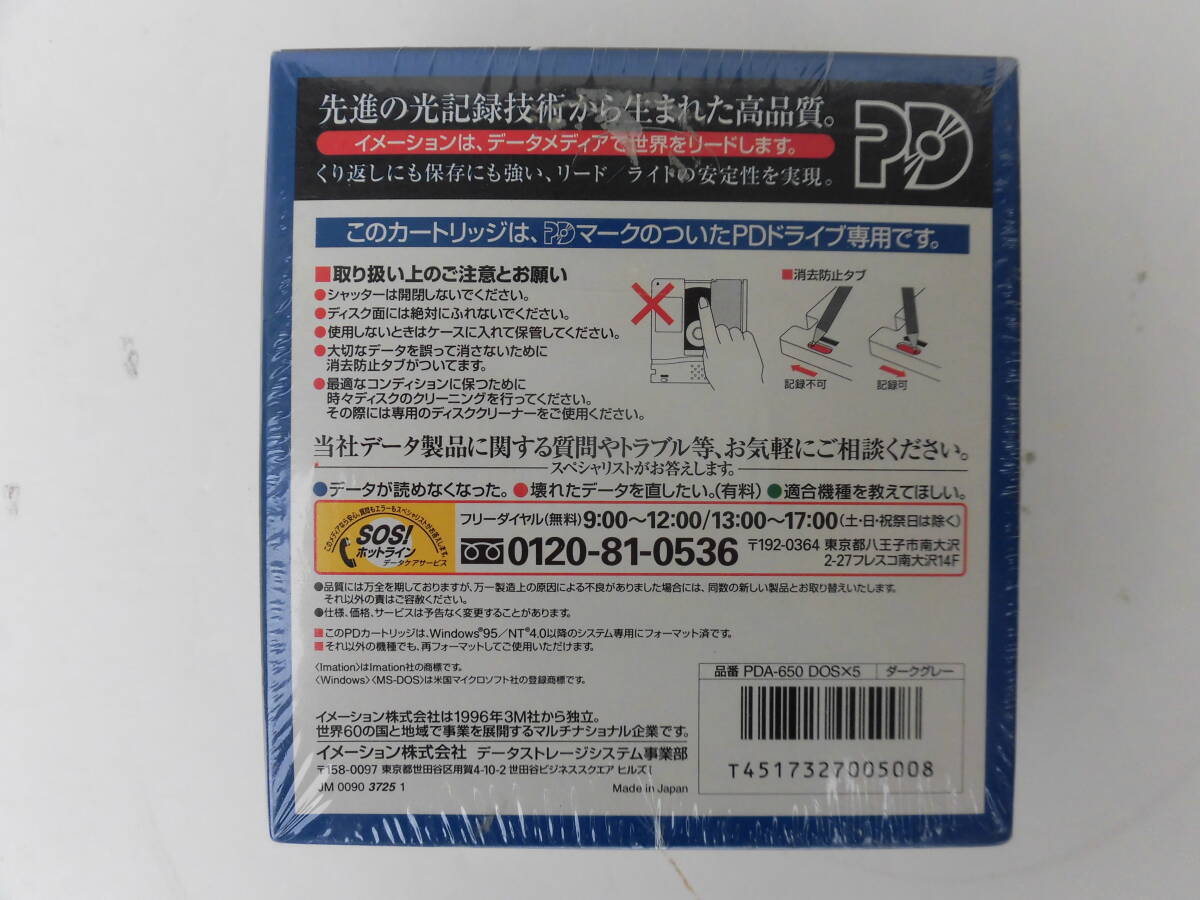 先進の光記録技術から生まれた高品質。
イメーションは、データメディアで世界をリードします。
くり返しにも保存にも強い、リード/ライトの安定性を実現。
PD
このカートリッジは、PDマークのついたPDドライブ専用です。
■取り扱い上のご注意とお願い
●シャッターは開閉しないでください。
●ディスク面には絶対にふれないでください。
●使用しないときはケースに入れて保管してください。
●大切なデータを誤って消さないために
消去防止タブがついてます。
●最適なコンディションに保つために
時々ディスクのクリーニングを行ってください。
その際には専用のディスククリーナーをご使用ください。
■消去防止タブ
記録不可
記録可
当社データ製品に関する質問やトラブル等、お気軽にご相談ください。
スペシャリストがお答えします。
●データが読めなくなった。●壊れたデータを直したい。(有料) ●適合機種を教えてほしい。
このメディアなら安心。質問もエラーもスペシャリストがお答えします。
SOS!
ホットライン
データケアサービス
フリーダイヤル(無料) 9:00〜12:00/13:00〜17:00 (土・日・祝祭日は除く)
0120-81-0536
〒192-0364 東京都八王子市南大沢
2-27フレスコ南大沢14F
●品質には万全を期しておりますが、万一製造上の原因による不良がありました場合には、同数の新しい製品とお取り替えいたします。
それ以外の責はご容赦ください。
●仕様、価格、サービスは予告なく変更することがあります。
■このPDカートリッジは、Windows®95/NT®4.0以降のシステム専用にフォーマット済です。
■それ以外の機種でも、再フォーマットしてご使用いただけます。
〈Imation〉はImation社の商標です。
〈Windows〉〈MS-DOS〉は米国マイクロソフト社の登録商標です。
イメーション株式会社は1996年3M社から独立。
世界60の国と地域で事業を展開するマルチナショナル企業です。
イメーション株式会社 データストレージシステム事業部
〒158-0097 東京都世田谷区用賀4-10-2 世田谷ビジネススクエア ヒルズI
JM 0090 3725 1
Made in Japan
品番 PDA-650 DOS×5
ダークグレー
T4517327005008